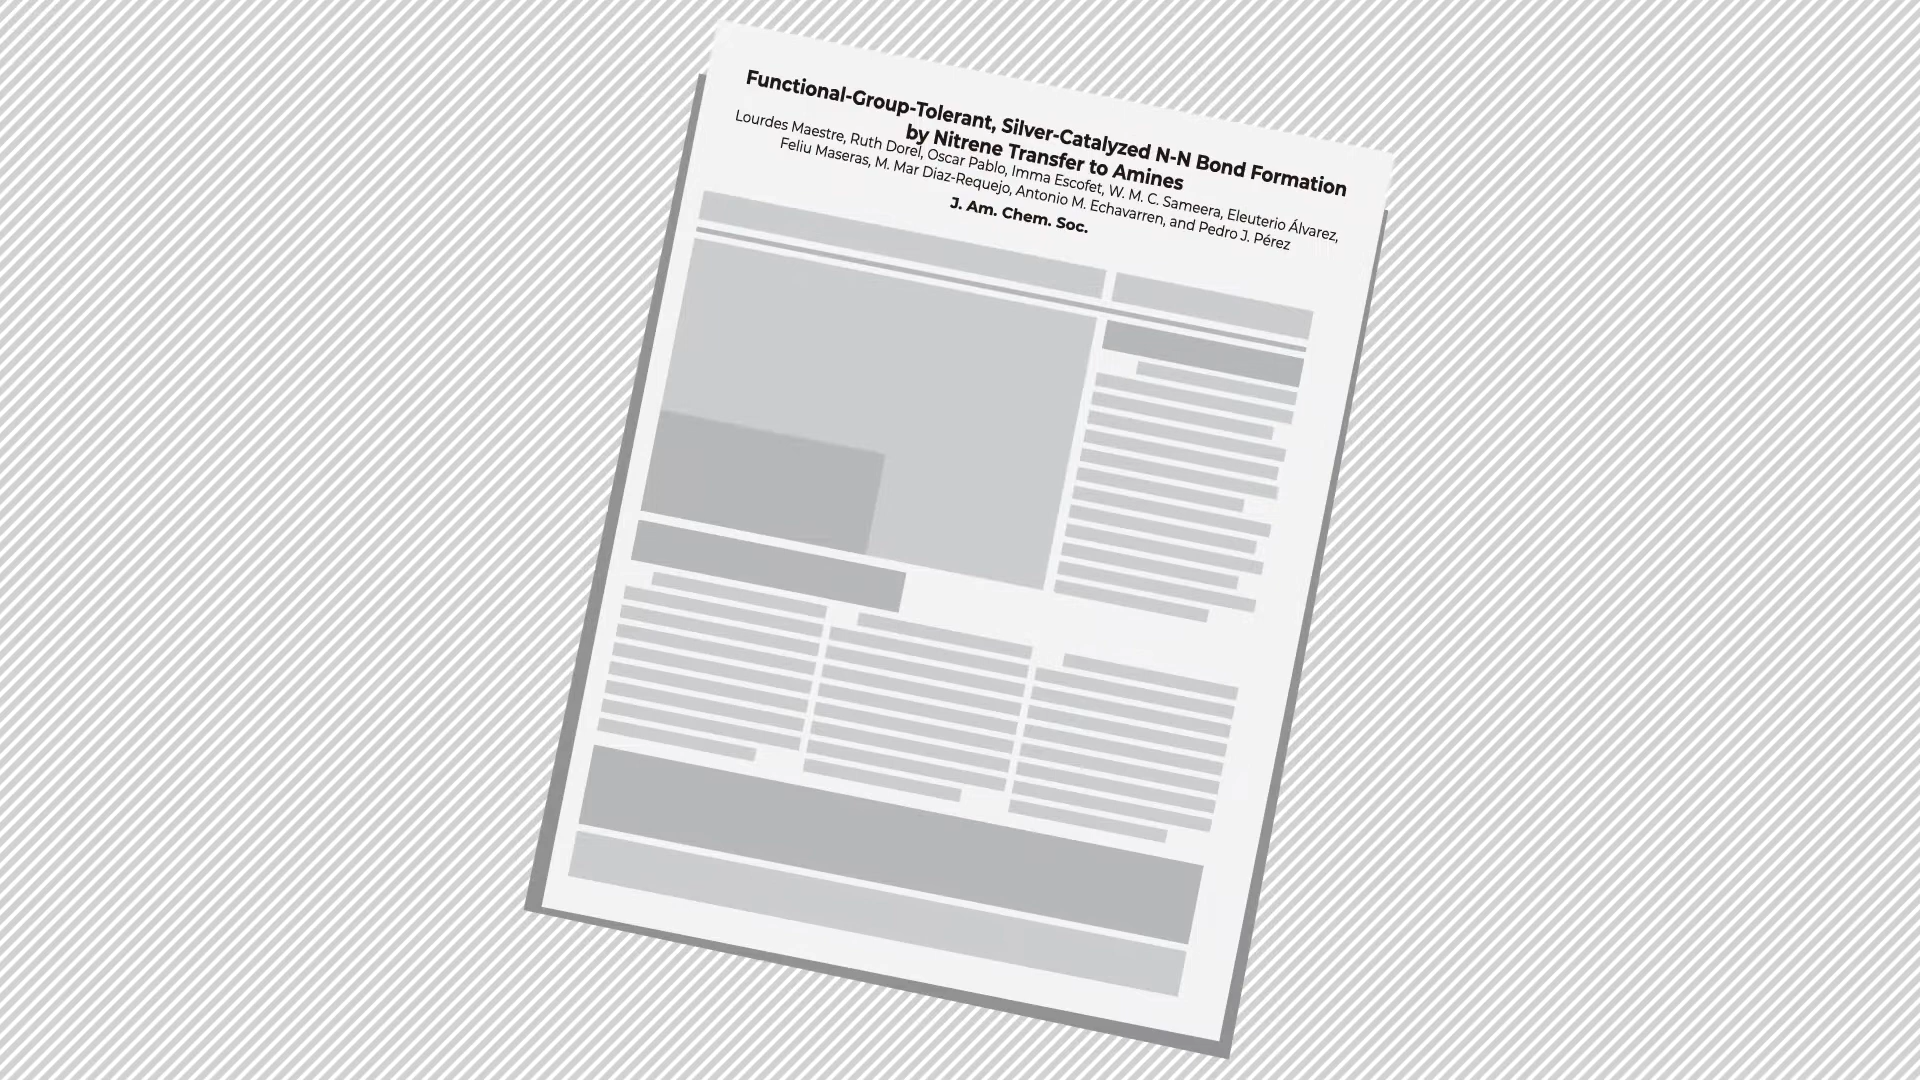 Functional-Group-Tolerant, Silver-Catalyzed N-N Bond Formation
by Nitrene Transfer to Amines
Lourdes Maestre, Ruth Dorel, Oscar Pablo, Imma Escofet, W. M. C. Sameera, Eleuterio Álvarez,
Feliu Maseras, M. Mar Diaz-Requejo, Antonio M. Echavarren, and Pedro J. Pérez
J. Am. Chem. Soc.